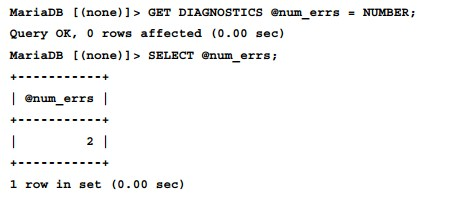 MariaDB [(none)]> GET DIAGNOSTICS @num_errs = NUMBER;
Query OK, 0 rows affected (0.00 sec)
MariaDB [(none)]> SELECT @num_errs;
+-----------+
| @num_errs |
+-----------+
|         2 |
+-----------+
1 row in set (0.00 sec)